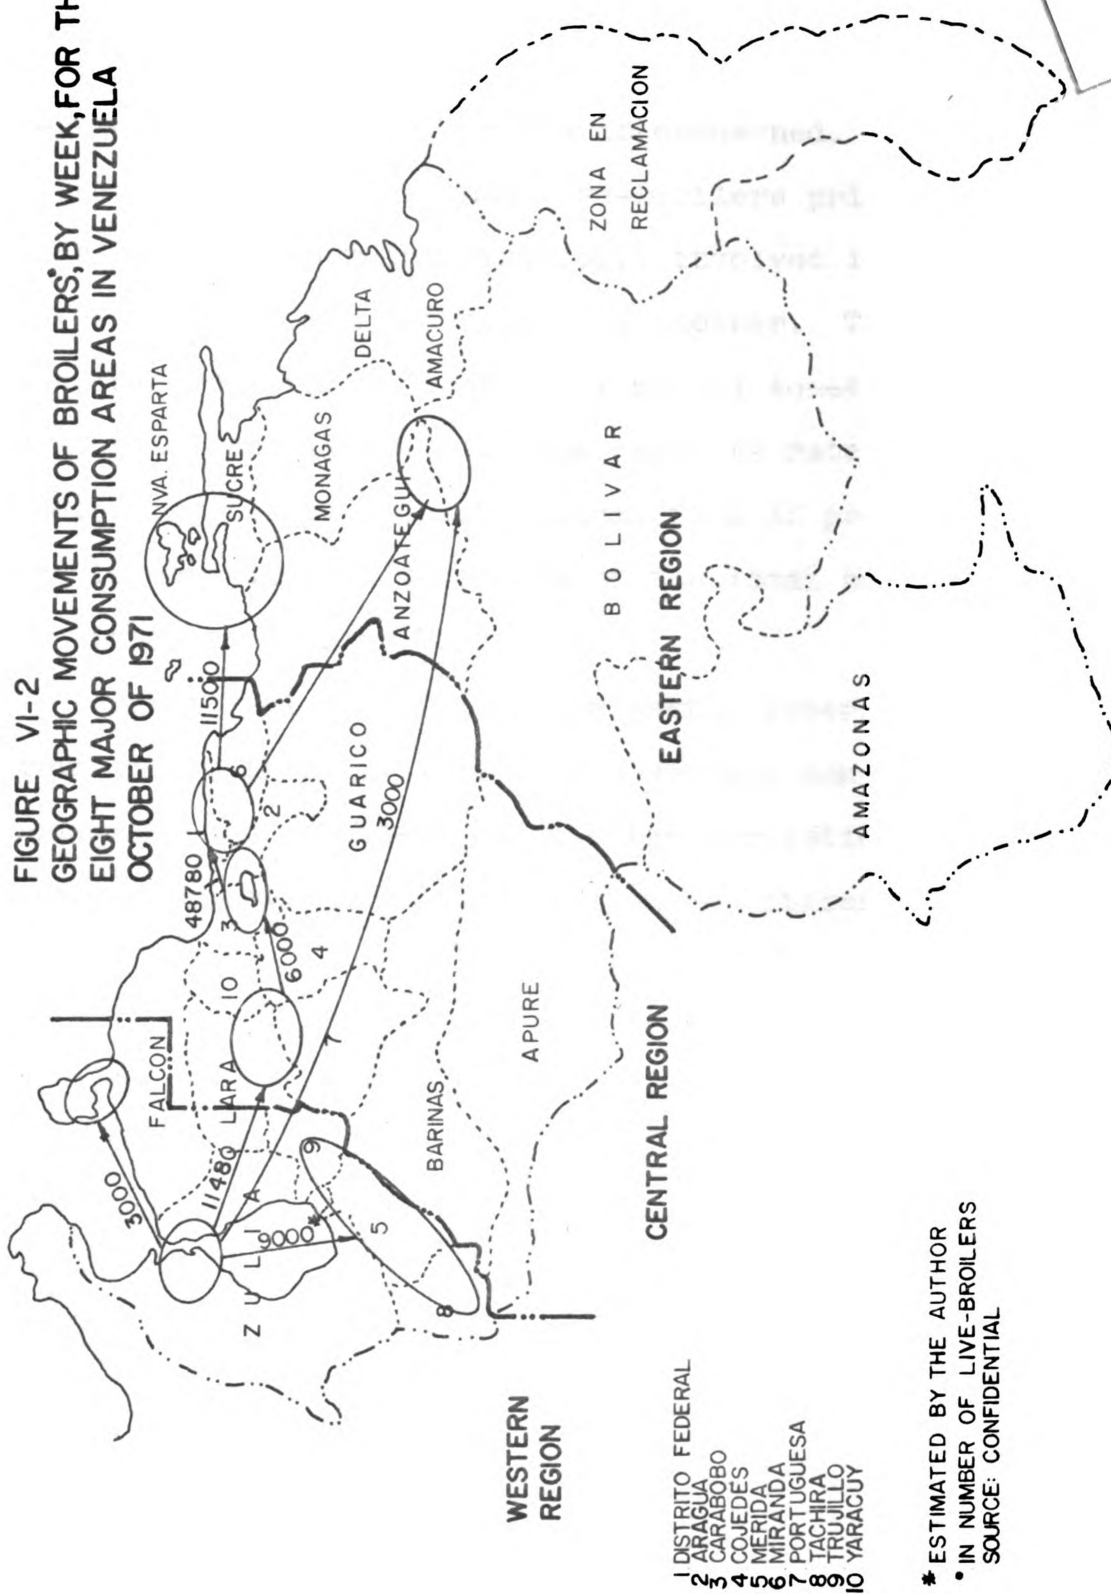 FIGURE VI-2
GEOGRAPHIC MOVEMENTS OF BROILERS,• BY WEEK, FOR TH
EIGHT MAJOR CONSUMPTION AREAS IN VENEZUELA
OCTOBER OF 1971
NVA. ESPARTA
SUCRE
MONAGAS
DELTA
AMACURO
ANZOATEGUI
ZONA EN
RECLAMACION
BOLIVAR
EASTERN REGION
AMAZONAS
11500
6
1
2
48780
3
GUARICO
3000
6000
4
10
7
FALCON
LARA
3000
11480
9
ZULIA
9000*
5
8
BARINAS
APURE
CENTRAL REGION
WESTERN
REGION
1 DISTRITO FEDERAL
2 ARAGUA
3 CARABOBO
4 COJEDES
5 MERIDA
6 MIRANDA
7 PORTUGUESA
8 TACHIRA
9 TRUJILLO
10 YARACUY
* ESTIMATED BY THE AUTHOR
• IN NUMBER OF LIVE-BROILERS
SOURCE: CONFIDENTIAL